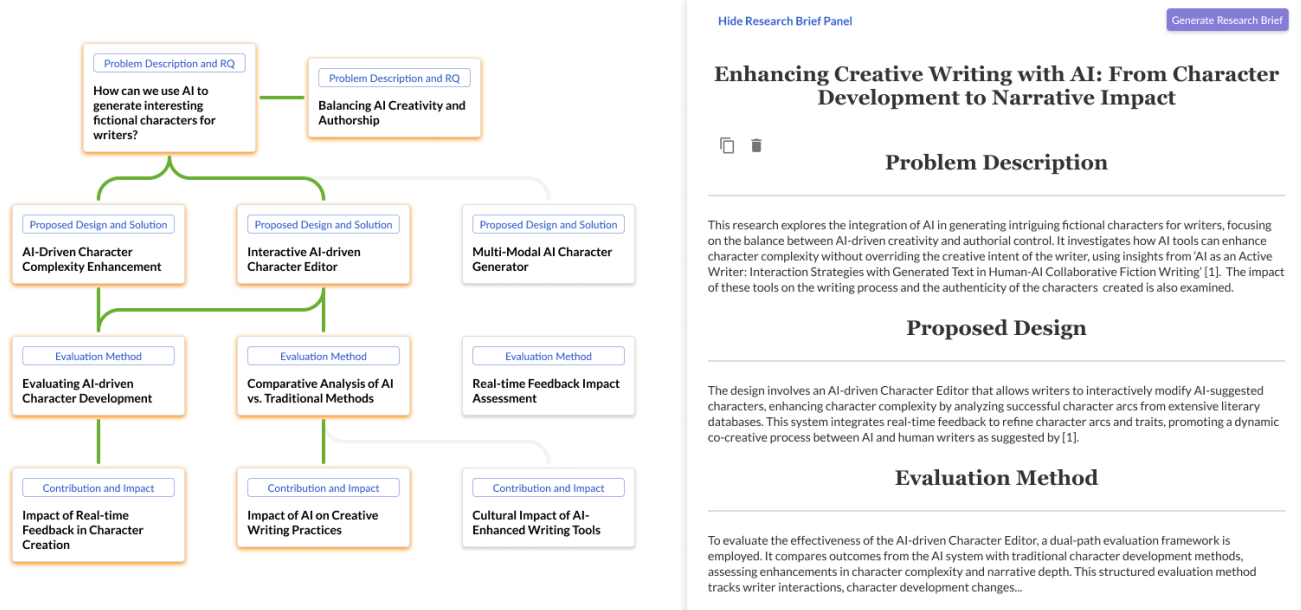 Problem Description and RQ
How can we use AI to
generate interesting
fictional characters for
writers?
Problem Description and RQ
Balancing AI Creativity and
Authorship
Proposed Design and Solution
AI-Driven Character
Complexity Enhancement
Proposed Design and Solution
Interactive AI-driven
Character Editor
Proposed Design and Solution
Multi-Modal AI Character
Generator
Evaluation Method
Evaluating AI-driven
Character Development
Evaluation Method
Comparative Analysis of AI
vs. Traditional Methods
Evaluation Method
Real-time Feedback Impact
Assessment
Contribution and Impact
Impact of Real-time
Feedback in Character
Creation
Contribution and Impact
Impact of AI on Creative
Writing Practices
Contribution and Impact
Cultural Impact of AI-
Enhanced Writing Tools
Hide Research Brief Panel
Generate Research Brief
Enhancing Creative Writing with AI: From Character
Development to Narrative Impact
Problem Description
This research explores the integration of AI in generating intriguing fictional characters for writers, focusing
on the balance between AI-driven creativity and authorial control. It investigates how AI tools can enhance
character complexity without overriding the creative intent of the writer, using insights from ‘AI as an Active
Writer: Interaction Strategies with Generated Text in Human-AI Collaborative Fiction Writing’ [1]. The impact
of these tools on the writing process and the authenticity of the characters created is also examined.
Proposed Design
The design involves an AI-driven Character Editor that allows writers to interactively modify AI-suggested
characters, enhancing character complexity by analyzing successful character arcs from extensive literary
databases. This system integrates real-time feedback to refine character arcs and traits, promoting a dynamic
co-creative process between AI and human writers as suggested by [1].
Evaluation Method
To evaluate the effectiveness of the AI-driven Character Editor, a dual-path evaluation framework is
employed. It compares outcomes from the AI system with traditional character development methods,
assessing enhancements in character complexity and narrative depth. This structured evaluation method
tracks writer interactions, character development changes...